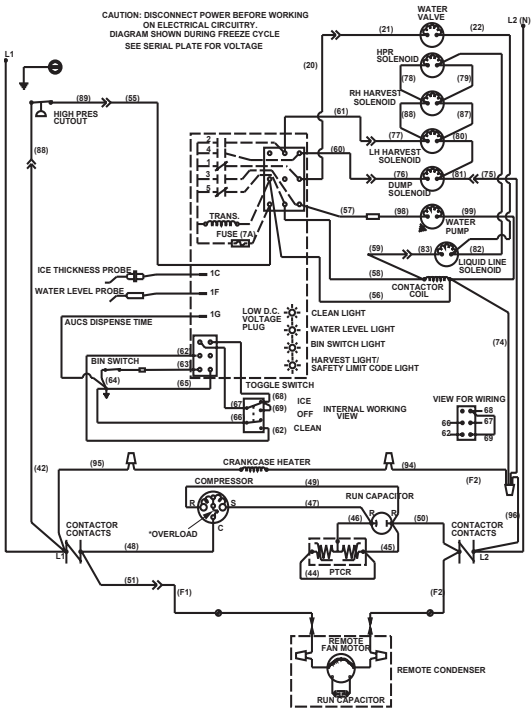 CAUTION: DISCONNECT POWER BEFORE WORKING
ON ELECTRICAL CIRCUITRY.
DIAGRAM SHOWN DURING FREEZE CYCLE
SEE SERIAL PLATE FOR VOLTAGE
L1
L2 (N)
WATER
VALVE
(21)
(22)
HPR
SOLENOID
(20)
(78)
(79)
RH HARVEST
SOLENOID
(89)
(55)
HIGH PRES
CUTOUT
(61)
(88)
(87)
(77)
(80)
LH HARVEST
SOLENOID
(88)
2
4
1
3
5
(60)
(76)
(81)
(75)
DUMP
SOLENOID
TRANS.
FUSE (7A)
(57)
(98)
(99)
WATER
PUMP
(59)
(83)
(82)
LIQUID LINE
SOLENOID
ICE THICKNESS PROBE
1C
(58)
CONTACTOR
COIL
WATER LEVEL PROBE
1F
(56)
1G
AUCS DISPENSE TIME
LOW D.C.
VOLTAGE
PLUG
CLEAN LIGHT
WATER LEVEL LIGHT
BIN SWITCH LIGHT
HARVEST LIGHT/
SAFETY LIMIT CODE LIGHT
(74)
(62)
BIN SWITCH
(63)
(64)
(65)
TOGGLE SWITCH
(68)
(67)
(69)
(66)
(62)
ICE
OFF
CLEAN
INTERNAL WORKING
VIEW
VIEW FOR WIRING
68
66
67
62
69
(42)
(95)
CRANKCASE HEATER
(94)
(F2)
COMPRESSOR
(49)
R
S
C
(47)
RUN CAPACITOR
(46)
R
R
(50)
(96)
*OVERLOAD
CONTACTOR
CONTACTS
L1
(48)
(45)
(44)
PTCR
CONTACTOR
CONTACTS
L2
(51)
(F1)
(F2)
REMOTE
FAN MOTOR
REMOTE CONDENSER
RUN CAPACITOR